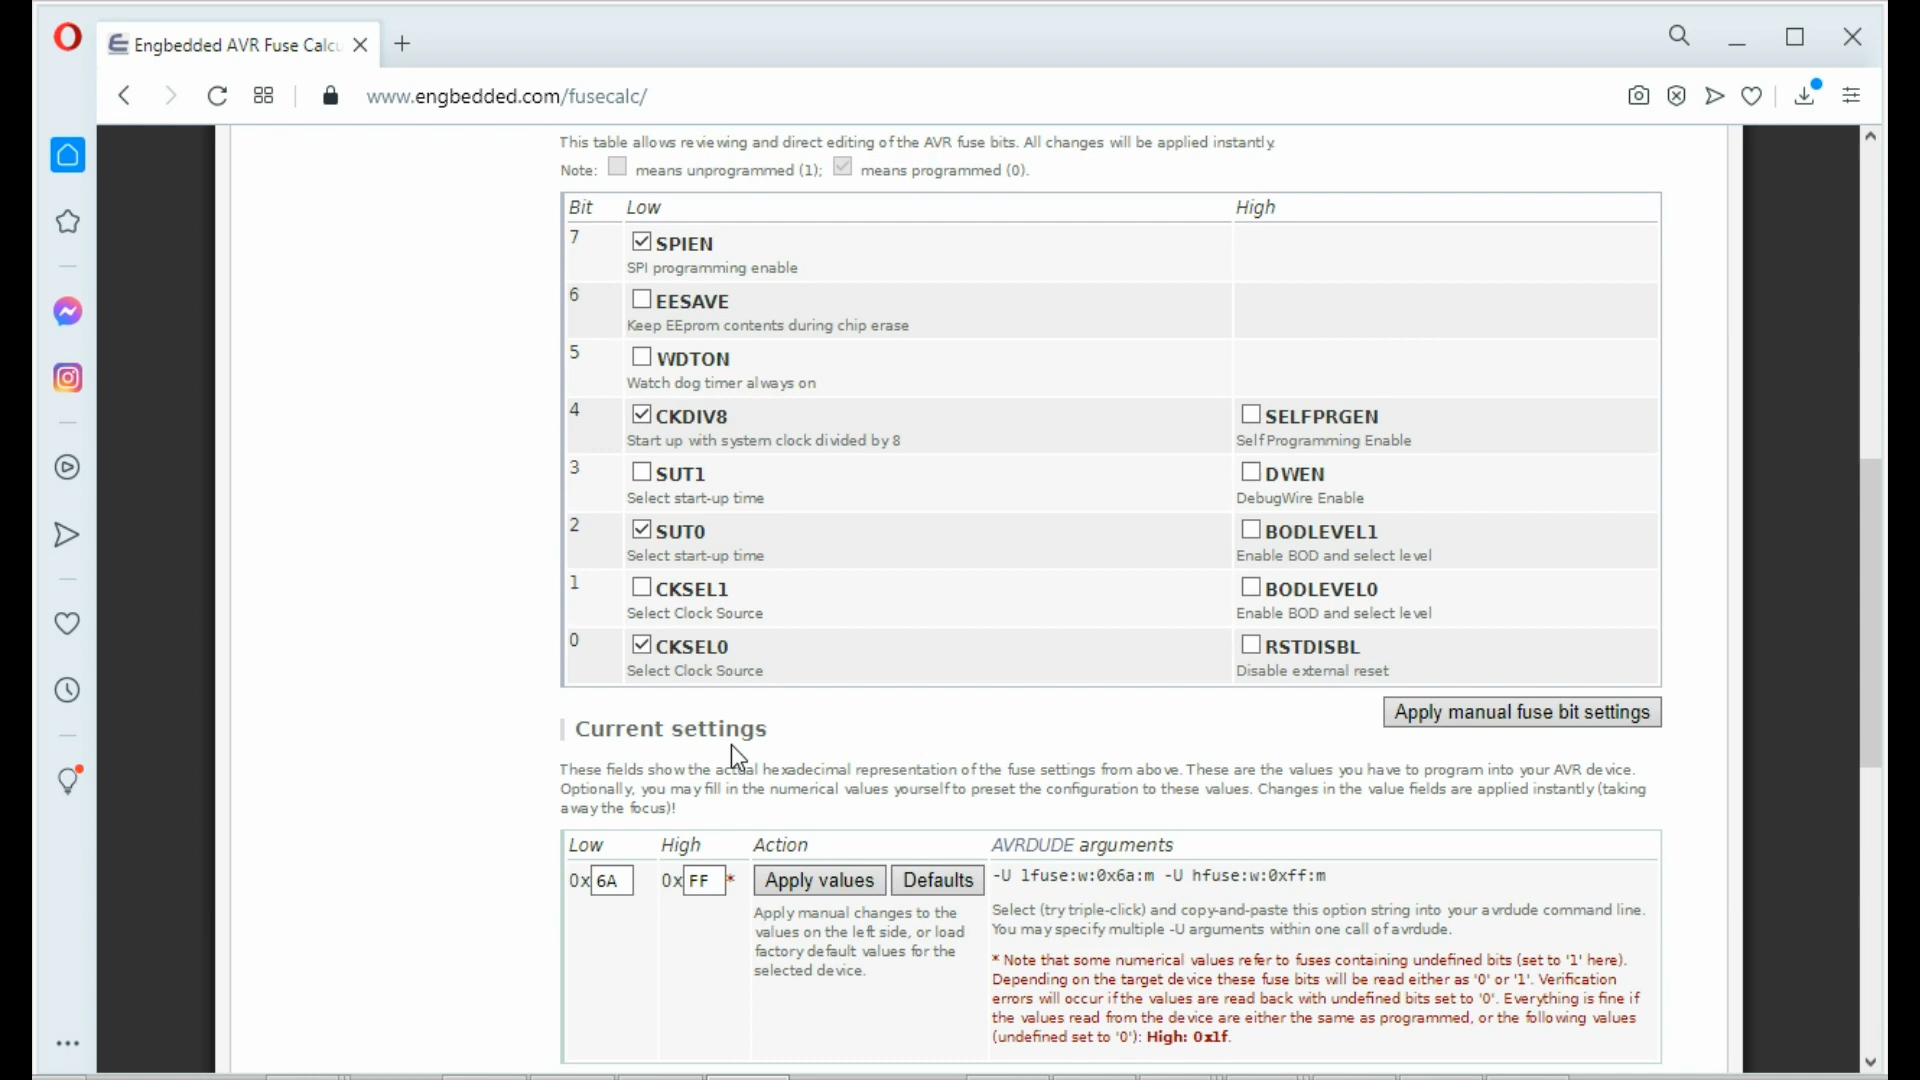 Engbedded AVR Fuse Calcu
www.engbedded.com/fusecalc/
This table allows reviewing and direct editing of the AVR fuse bits. All changes will be applied instantly.
Note: means unprogrammed (1); means programmed (0).
Bit Low High
7 SPIEN
SPI programming enable
6 EESAVE
Keep EEprom contents during chip erase
5 WDTON
Watch dog timer always on
4 CKDIV8 SELFPRGEN
Start up with system clock divided by 8 Self Programming Enable
3 SUT1 DWEN
Select start-up time DebugWire Enable
2 SUT0 BODLEVEL1
Select start-up time Enable BOD and select level
1 CKSEL1 BODLEVEL0
Select Clock Source Enable BOD and select level
0 CKSEL0 RSTDISBL
Select Clock Source Disable external reset
Apply manual fuse bit settings
Current settings
These fields show the actual hexadecimal representation of the fuse settings from above. These are the values you have to program into your AVR device.
Optionally, you may fill in the numerical values yourself to preset the configuration to these values. Changes in the value fields are applied instantly (taking
away the focus)!
Low High Action AVRDUDE arguments
0x 6A 0x FF * Apply values Defaults -U lfuse:w:0x6a:m -U hfuse:w:0xff:m
Apply manual changes to the
values on the left side, or load
factory default values for the
selected device.
Select (try triple-click) and copy-and-paste this option string into your avrdude command line.
You may specify multiple -U arguments within one call of avrdude.
* Note that some numerical values refer to fuses containing undefined bits (set to '1' here).
Depending on the target device these fuse bits will be read either as '0' or '1'. Verification
errors will occur if the values are read back with undefined bits set to '0'. Everything is fine if
the values read from the device are either the same as programmed, or the following values
(undefined set to '0'): High: 0x1f.